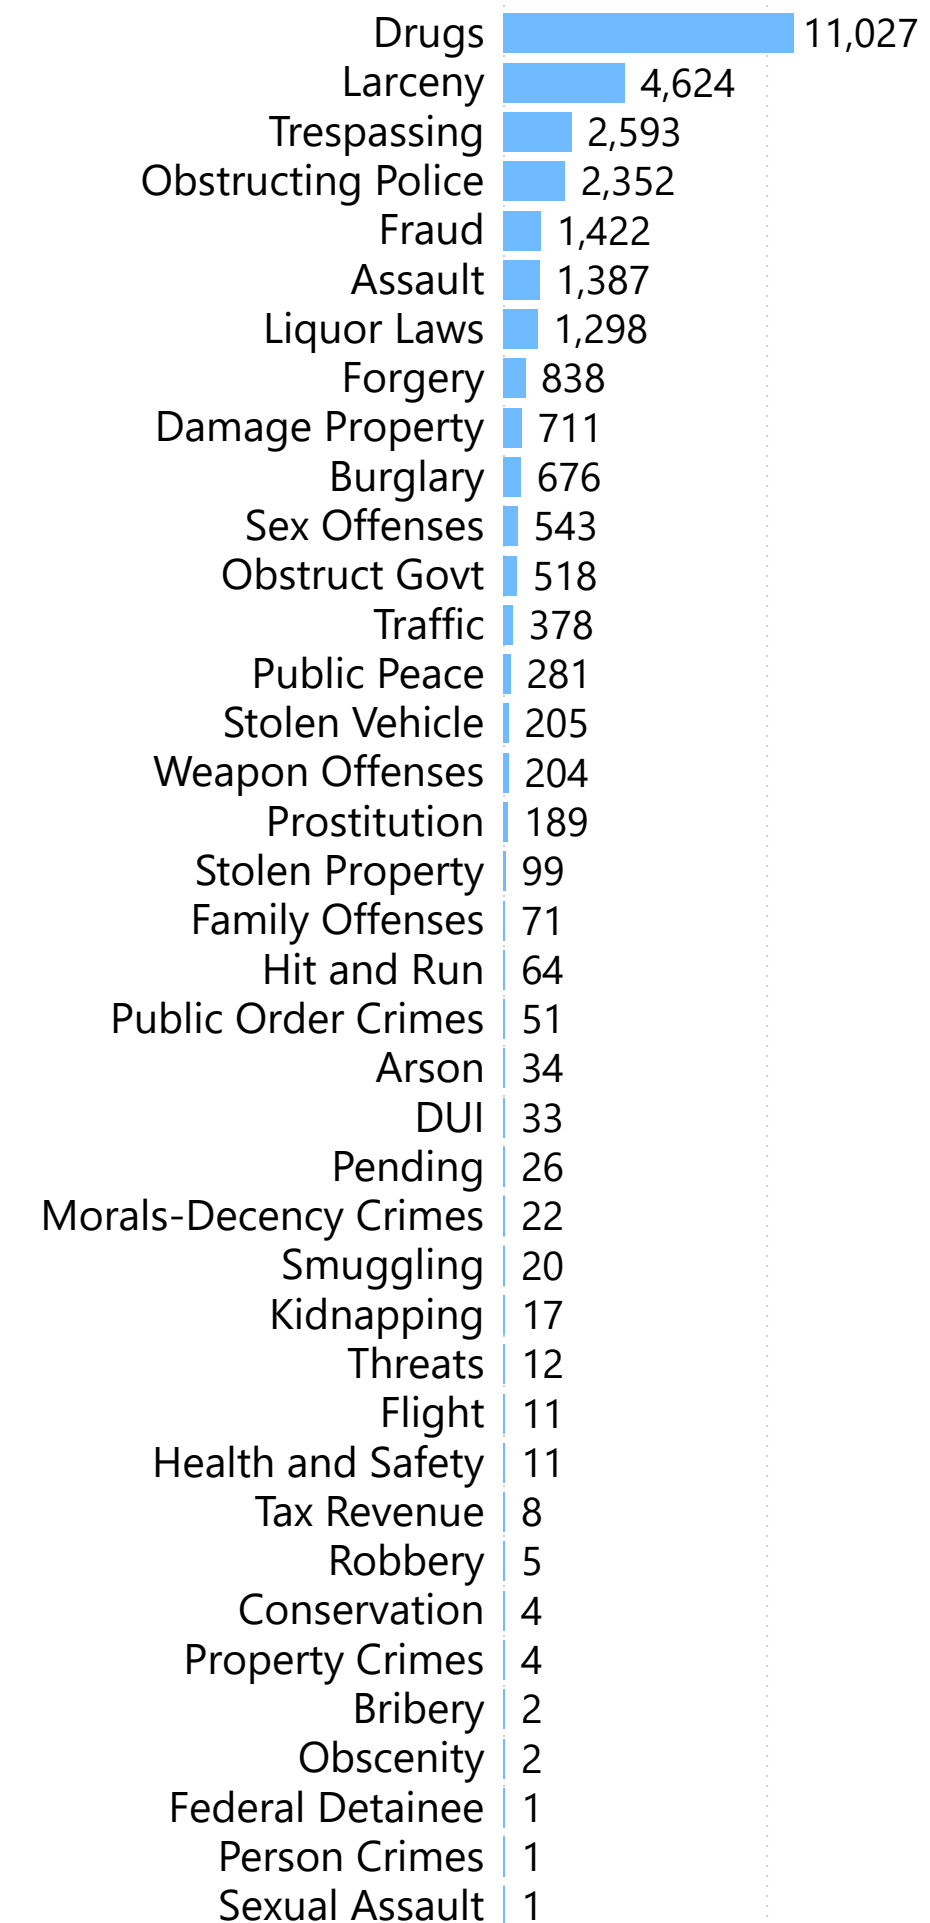 Drugs 11,027
Larceny 4,624
Trespassing 2,593
Obstructing Police 2,352
Fraud 1,422
Assault 1,387
Liquor Laws 1,298
Forgery 838
Damage Property 711
Burglary 676
Sex Offenses 543
Obstruct Govt 518
Traffic 378
Public Peace 281
Stolen Vehicle 205
Weapon Offenses 204
Prostitution 189
Stolen Property 99
Family Offenses 71
Hit and Run 64
Public Order Crimes 51
Arson 34
DUI 33
Pending 26
Morals-Decency Crimes 22
Smuggling 20
Kidnapping 17
Threats 12
Flight 11
Health and Safety 11
Tax Revenue 8
Robbery 5
Conservation 4
Property Crimes 4
Bribery 2
Obscenity 2
Federal Detainee 1
Person Crimes 1
Sexual Assault 1